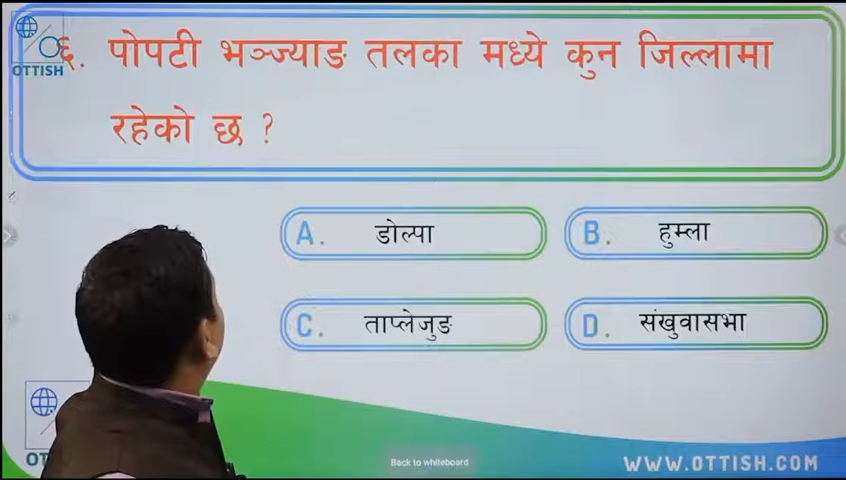 OTTISH
६. पोपटी भञ्ज्याङ तलका मध्ये कुन जिल्लामा
रहेको छ ?
A. डोल्पा
B. हुम्ला
C. ताप्लेजुङ
D. संखुवासभा
Back to whiteboard
WWW.OTTISH.COM